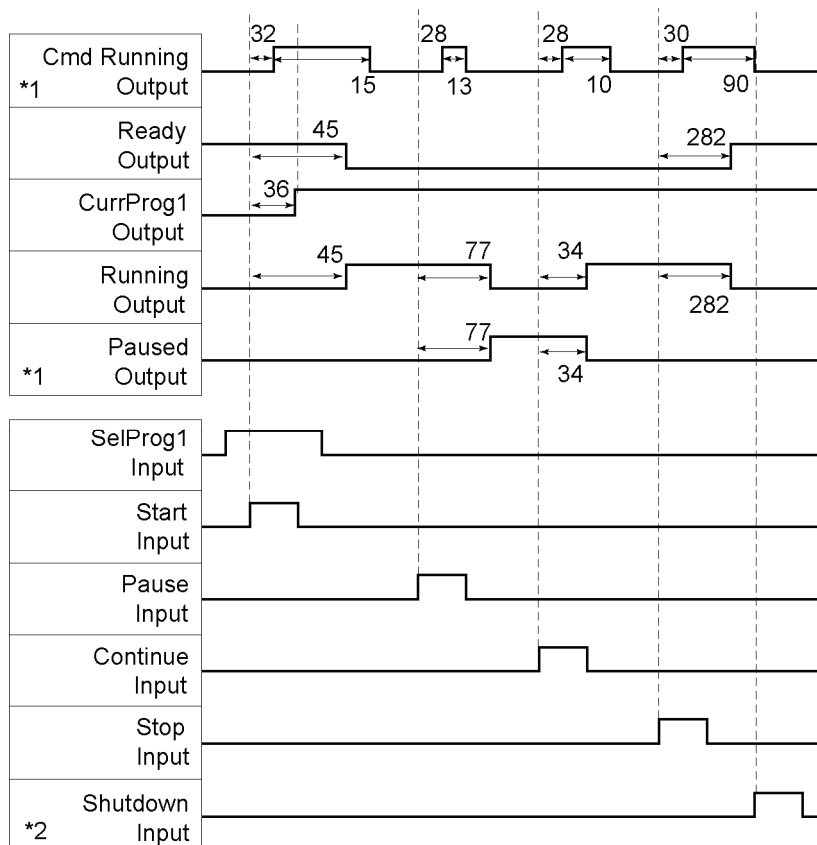 32
28
28
30
Cmd Running
*1 Output
15
13
10
90
Ready
Output
45
282
CurrProg1
Output
36
Running
Output
45
77
34
282
Paused
*1 Output
77
34
SelProg1
Input
Start
Input
Pause
Input
Continue
Input
Stop
Input
Shutdown
*2 Input